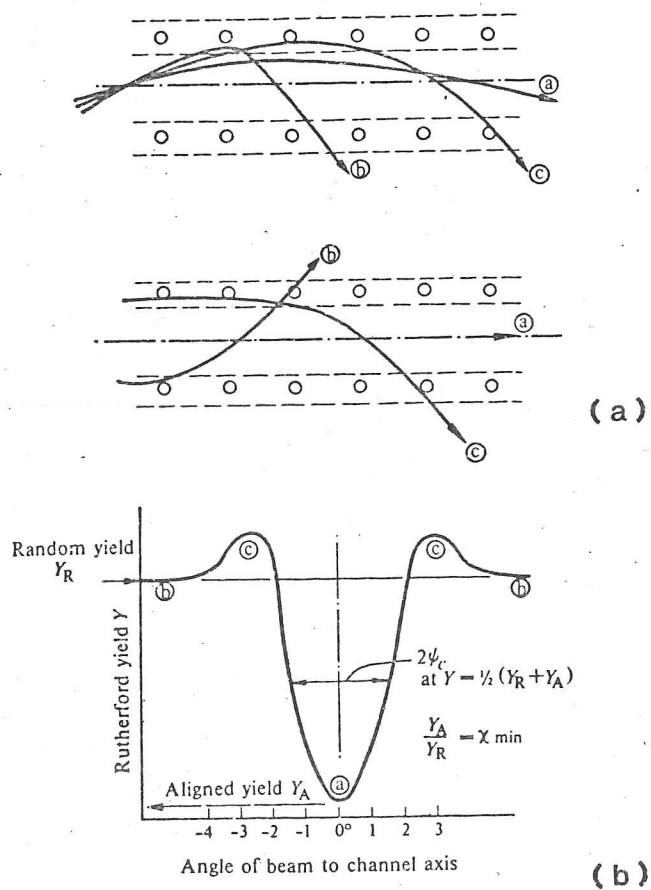 ⓐ
ⓑ
ⓒ
ⓑ
ⓐ
ⓒ
(a)
Random yield
Y_R
ⓒ ⓒ
ⓑ ⓑ
Rutherford yield Y
2ψ_c
at Y = ½ (Y_R + Y_A)
Y_A/Y_R = χ min
ⓐ
Aligned yield Y_A
-4 -3 -2 -1 0° 1 2 3
Angle of beam to channel axis
(b)